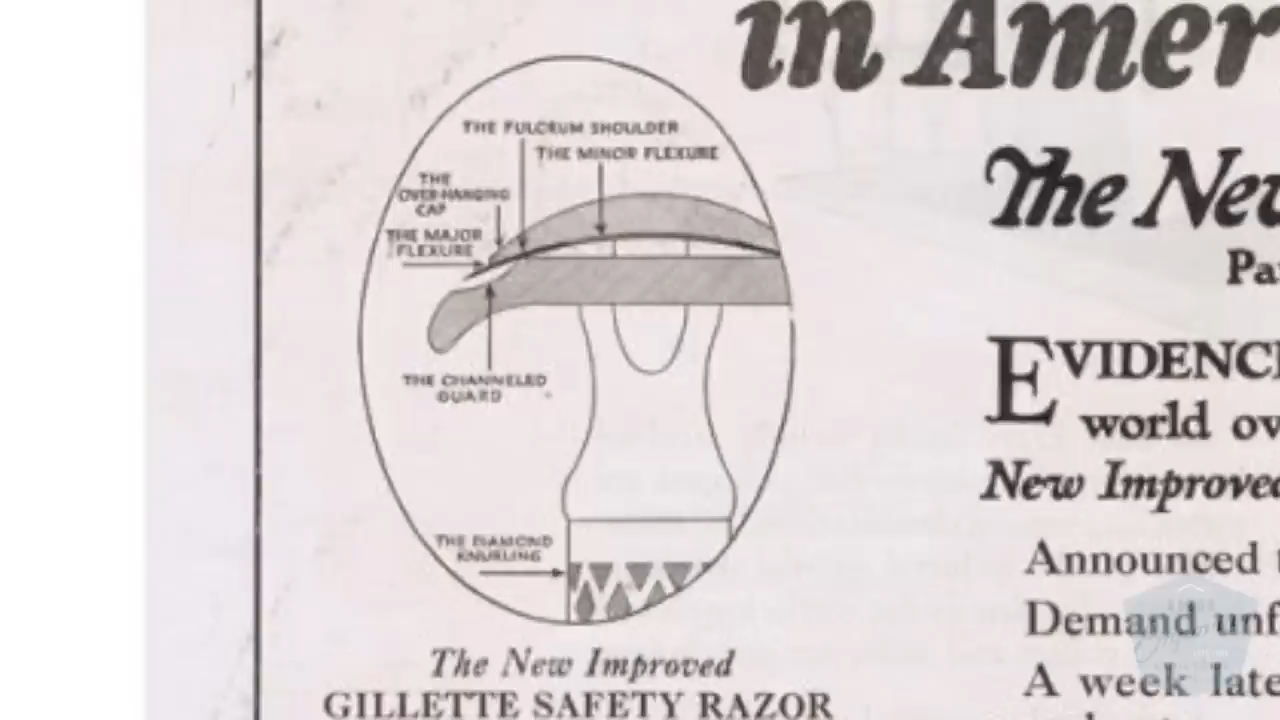 in Amer
THE FULCRUM SHOULDER
THE MINOR FLEXURE
THE
OVER-HANGING
CAP
THE MAJOR
FLEXURE
THE CHANNELED
GUARD
THE DIAMOND
KNURLING
The New Improved
GILLETTE SAFETY RAZOR
The New
Pa
EVIDENCE
world ov
New Improved
Announced t
Demand unf
A week late